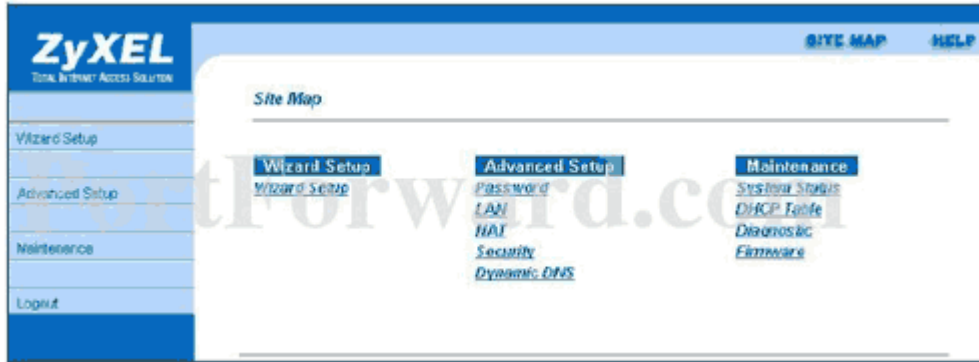 ZyXEL
TOTAL INTERNET ACCESS SOLUTION
SITE MAP
HELP
Wizard Setup
Advanced Setup
Maintenance
Logout
Site Map
Wizard Setup
Wizard Setup
Advanced Setup
Password
LAN
NAT
Security
Dynamic DNS
Maintenance
System Status
DHCP Table
Diagnostic
Firmware
PortForward.com